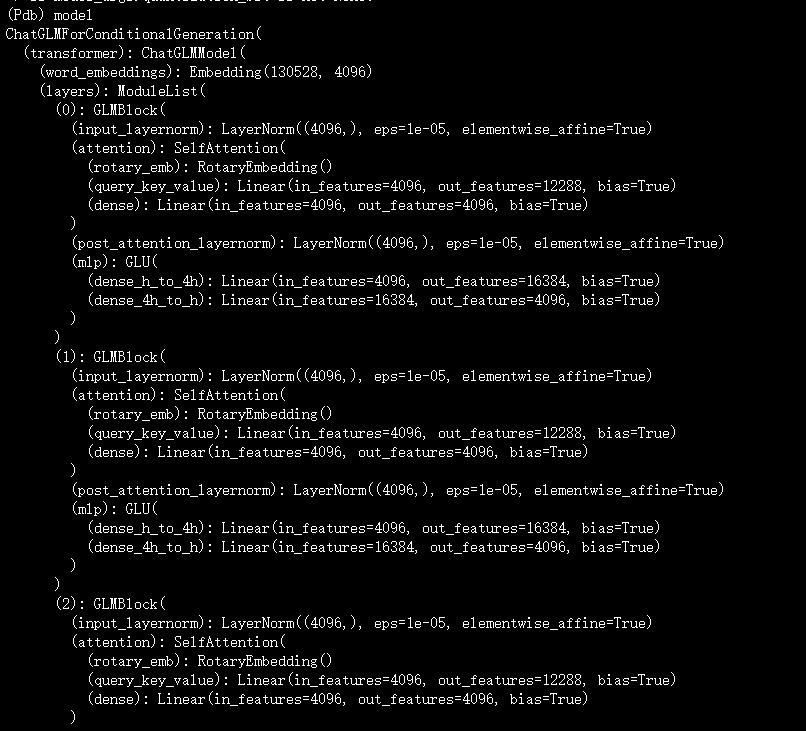 (Pdb) model
ChatGLMForConditionalGeneration(
  (transformer): ChatGLMModel(
    (word_embeddings): Embedding(130528, 4096)
    (layers): ModuleList(
      (0): GLMBlock(
        (input_layernorm): LayerNorm((4096,), eps=1e-05, elementwise_affine=True)
        (attention): SelfAttention(
          (rotary_emb): RotaryEmbedding()
          (query_key_value): Linear(in_features=4096, out_features=12288, bias=True)
          (dense): Linear(in_features=4096, out_features=4096, bias=True)
        )
        (post_attention_layernorm): LayerNorm((4096,), eps=1e-05, elementwise_affine=True)
        (mlp): GLU(
          (dense_h_to_4h): Linear(in_features=4096, out_features=16384, bias=True)
          (dense_4h_to_h): Linear(in_features=16384, out_features=4096, bias=True)
        )
      )
      (1): GLMBlock(
        (input_layernorm): LayerNorm((4096,), eps=1e-05, elementwise_affine=True)
        (attention): SelfAttention(
          (rotary_emb): RotaryEmbedding()
          (query_key_value): Linear(in_features=4096, out_features=12288, bias=True)
          (dense): Linear(in_features=4096, out_features=4096, bias=True)
        )
        (post_attention_layernorm): LayerNorm((4096,), eps=1e-05, elementwise_affine=True)
        (mlp): GLU(
          (dense_h_to_4h): Linear(in_features=4096, out_features=16384, bias=True)
          (dense_4h_to_h): Linear(in_features=16384, out_features=4096, bias=True)
        )
      )
      (2): GLMBlock(
        (input_layernorm): LayerNorm((4096,), eps=1e-05, elementwise_affine=True)
        (attention): SelfAttention(
          (rotary_emb): RotaryEmbedding()
          (query_key_value): Linear(in_features=4096, out_features=12288, bias=True)
          (dense): Linear(in_features=4096, out_features=4096, bias=True)
        )